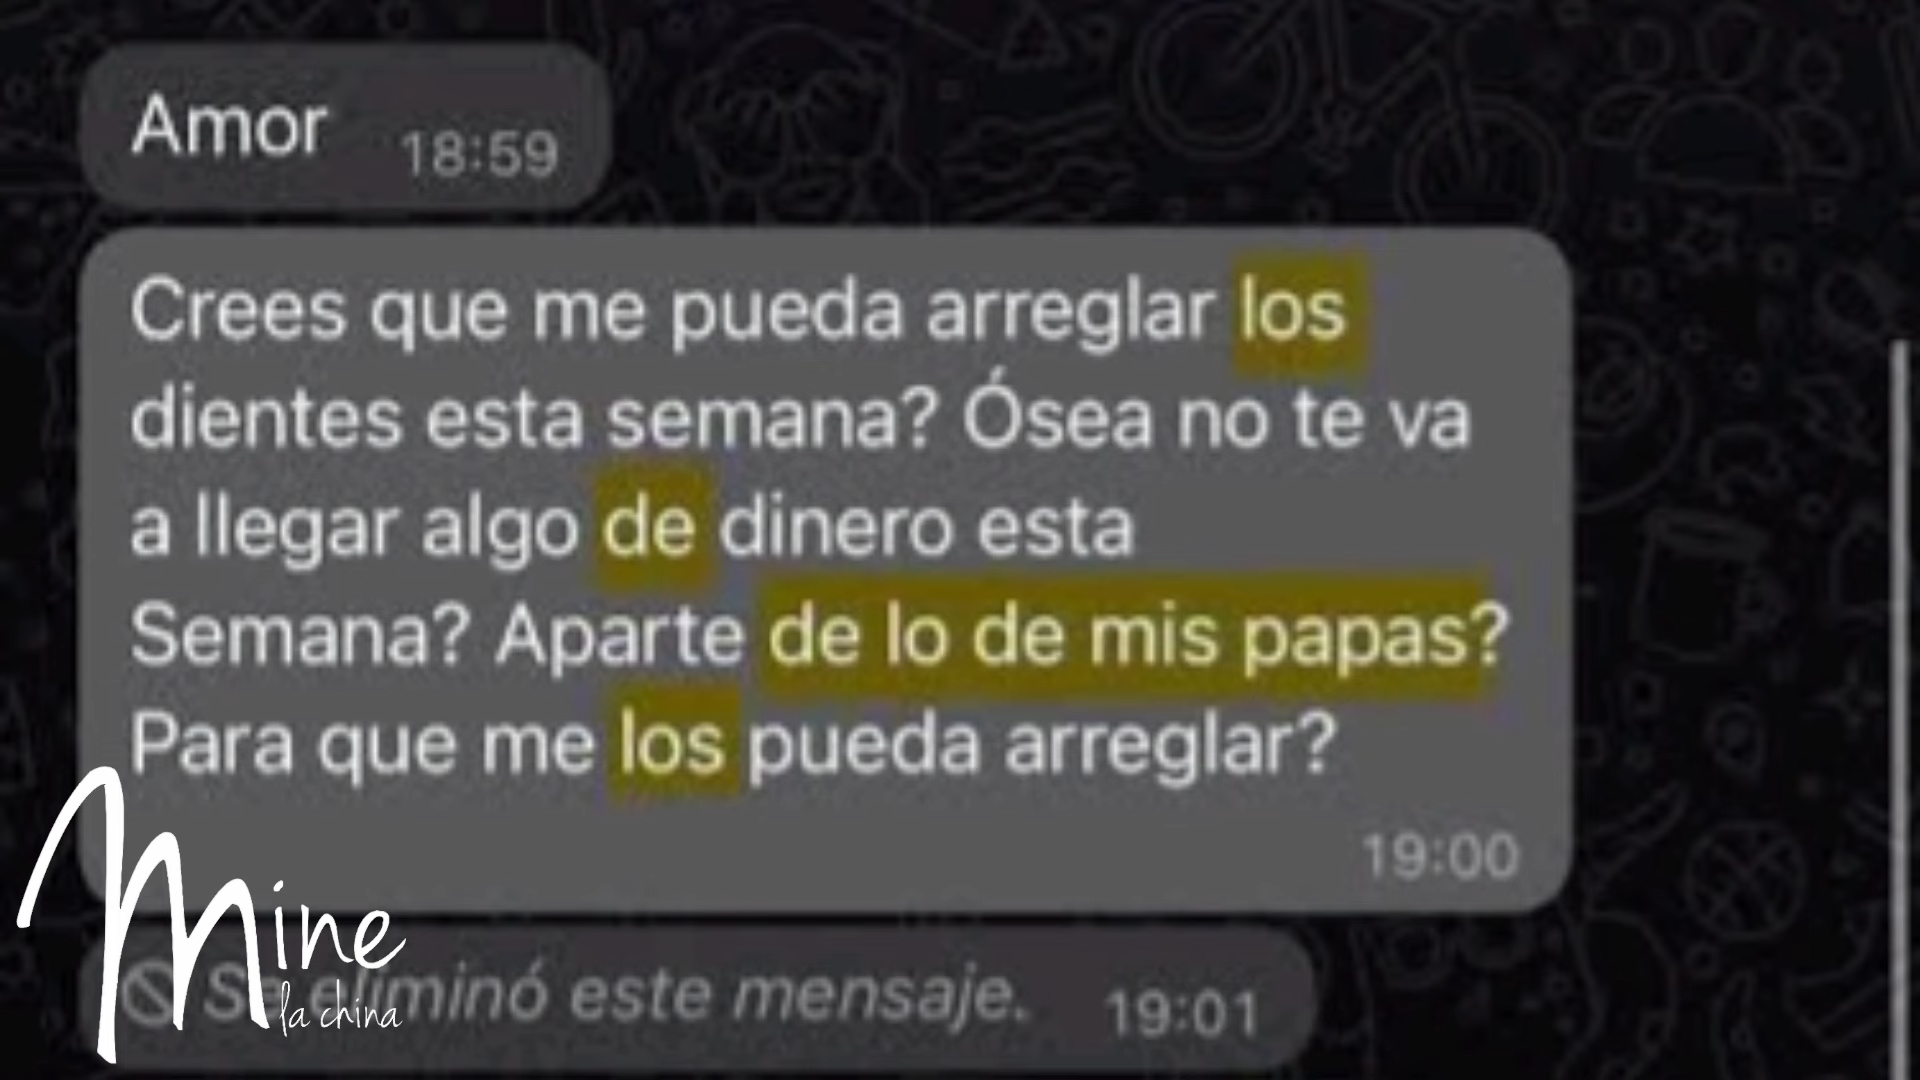 Amor 18:59
Crees que me pueda arreglar los
dientes esta semana? Ósea no te va
a llegar algo de dinero esta
Semana? Aparte de lo de mis papas?
Para que me los pueda arreglar?
19:00
Se eliminó este mensaje. 19:01
Mine
la china